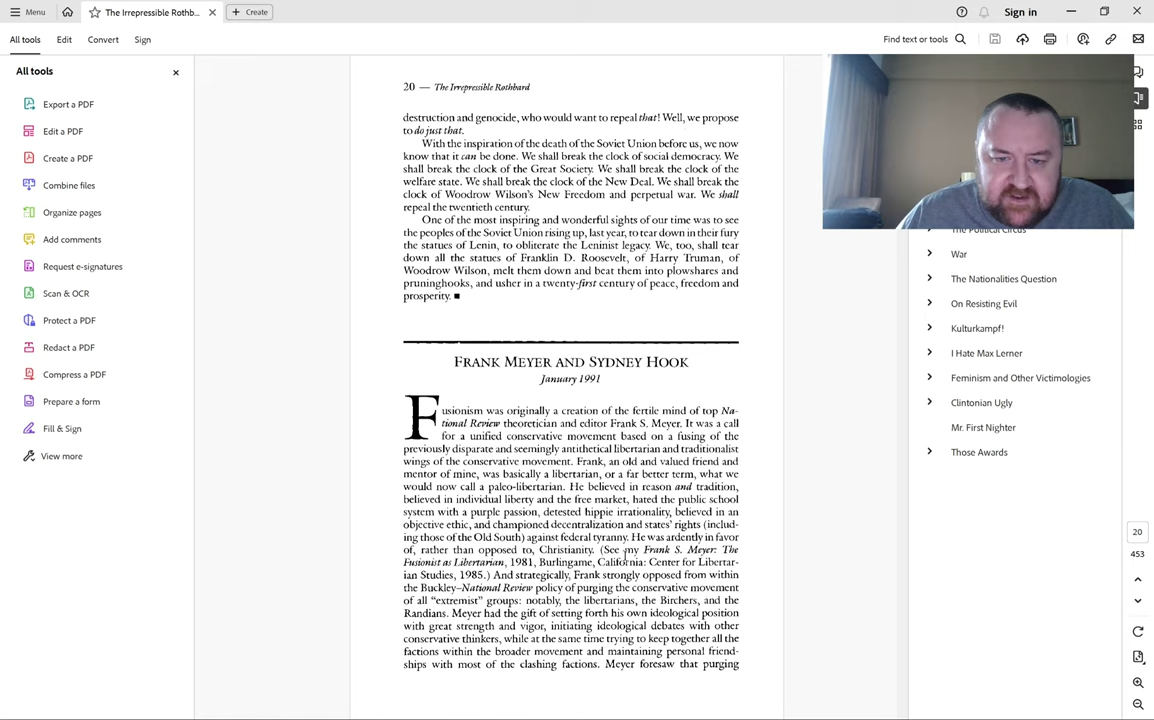 Menu
The Irrepressible Rothb...
Create
Sign in
All tools
Edit
Convert
Sign
Find text or tools
All tools
Export a PDF
Edit a PDF
Create a PDF
Combine files
Organize pages
Add comments
Request e-signatures
Scan & OCR
Protect a PDF
Redact a PDF
Compress a PDF
Prepare a form
Fill & Sign
View more
20 — The Irrepressible Rothbard
destruction and genocide, who would want to repeal that! Well, we propose
to do just that.
With the inspiration of the death of the Soviet Union before us, we now
know that it can be done. We shall break the clock of social democracy. We
shall break the clock of the Great Society. We shall break the clock of the
welfare state. We shall break the clock of the New Deal. We shall break the
clock of Woodrow Wilson's New Freedom and perpetual war. We shall
repeal the twentieth century.
One of the most inspiring and wonderful sights of our time was to see
the peoples of the Soviet Union rising up, last year, to tear down in their fury
the statues of Lenin, to obliterate the Leninist legacy. We, too, shall tear
down all the statues of Franklin D. Roosevelt, of Harry Truman, of
Woodrow Wilson, melt them down and beat them into plowshares and
pruninghooks, and usher in a twenty-first century of peace, freedom and
prosperity. ■
FRANK MEYER AND SYDNEY HOOK
January 1991
Fusionism was originally a creation of the fertile mind of top Na-
tional Review theoretician and editor Frank S. Meyer. It was a call
for a unified conservative movement based on a fusing of the
previously disparate and seemingly antithetical libertarian and traditionalist
wings of the conservative movement. Frank, an old and valued friend and
mentor of mine, was basically a libertarian, or a far better term, what we
would now call a paleo-libertarian. He believed in reason and tradition,
believed in individual liberty and the free market, hated the public school
system with a purple passion, detested hippie irrationality, believed in an
objective ethic, and championed decentralization and states' rights (includ-
ing those of the Old South) against federal tyranny. He was ardently in favor
of, rather than opposed to, Christianity. (See my Frank S. Meyer: The
Fusionist as Libertarian, 1981, Burlingame, California: Center for Libertar-
ian Studies, 1985.) And strategically, Frank strongly opposed from within
the Buckley–National Review policy of purging the conservative movement
of all "extremist" groups: notably, the libertarians, the Birchers, and the
Randians. Meyer had the gift of setting forth his own ideological position
with great strength and vigor, initiating ideological debates with other
conservative thinkers, while at the same time trying to keep together all the
factions within the broader movement and maintaining personal friend-
ships with most of the clashing factions. Meyer foresaw that purging
The Political Circus
War
The Nationalities Question
On Resisting Evil
Kulturkampf!
I Hate Max Lerner
Feminism and Other Victimologies
Clintonian Ugly
Mr. First Nighter
Those Awards
20
453